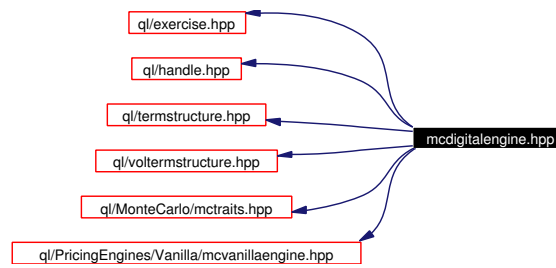 ql/exercise.hpp
ql/handle.hpp
ql/termstructure.hpp
mcdigitalengine.hpp
ql/voltermstructure.hpp
ql/MonteCarlo/mctraits.hpp
ql/PricingEngines/Vanilla/mcvanillaengine.hpp